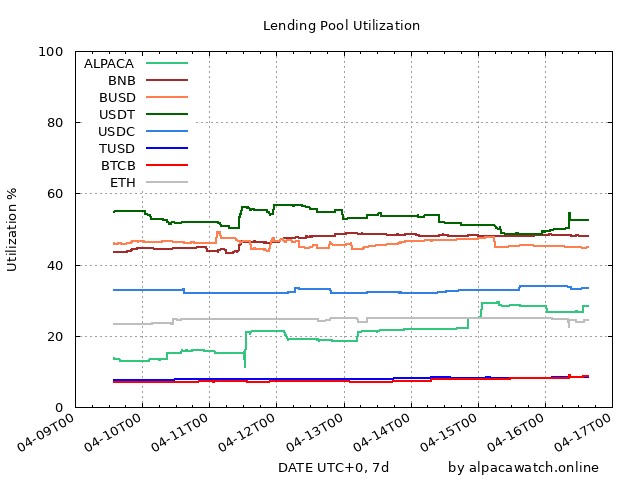 Lending Pool Utilization
Utilization %
100
80
60
40
20
0
ALPACA
BNB
BUSD
USDT
USDC
TUSD
BTCB
ETH
04-09T00
04-10T00
04-11T00
04-12T00
04-13T00
04-14T00
04-15T00
04-16T00
04-17T00
DATE UTC+0, 7d
by alpacawatch.online